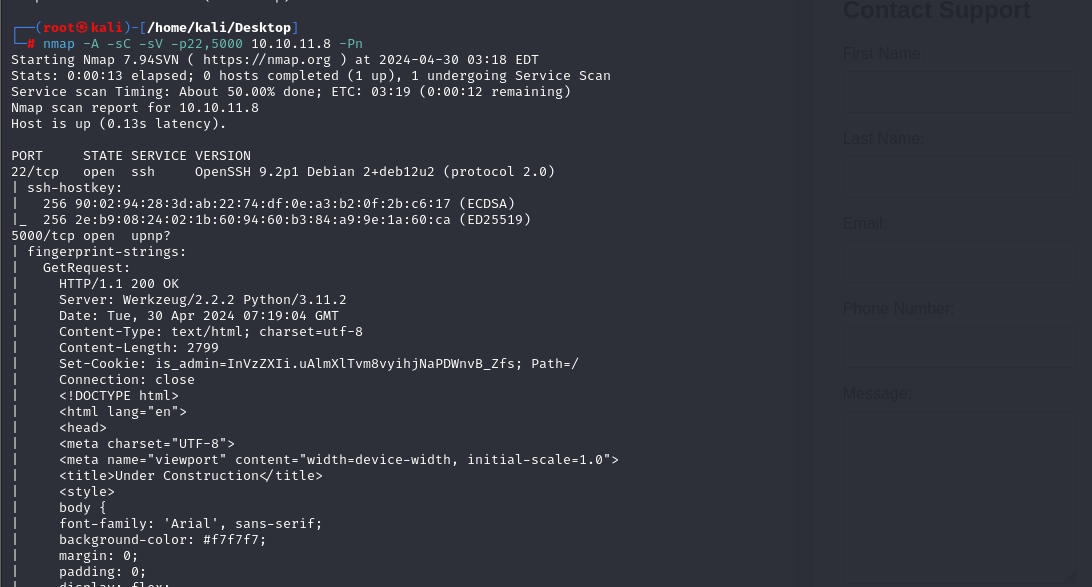 ┌──(root㉿kali)-[/home/kali/Desktop]
└─# nmap -A -sC -sV -p22,5000 10.10.11.8 -Pn
Starting Nmap 7.94SVN ( https://nmap.org ) at 2024-04-30 03:18 EDT
Stats: 0:00:13 elapsed; 0 hosts completed (1 up), 1 undergoing Service Scan
Service scan Timing: About 50.00% done; ETC: 03:19 (0:00:12 remaining)
Nmap scan report for 10.10.11.8
Host is up (0.13s latency).
PORT     STATE SERVICE VERSION
22/tcp   open  ssh     OpenSSH 9.2p1 Debian 2+deb12u2 (protocol 2.0)
| ssh-hostkey:
|   256 90:02:94:28:3d:ab:22:74:df:0e:a3:b2:0f:2b:c6:17 (ECDSA)
|_  256 2e:b9:08:24:02:1b:60:94:60:b3:84:a9:9e:1a:60:ca (ED25519)
5000/tcp open  upnp?
| fingerprint-strings:
|   GetRequest:
|     HTTP/1.1 200 OK
|     Server: Werkzeug/2.2.2 Python/3.11.2
|     Date: Tue, 30 Apr 2024 07:19:04 GMT
|     Content-Type: text/html; charset=utf-8
|     Content-Length: 2799
|     Set-Cookie: is_admin=InVzZXIi.uAlmXlTvm8vyihjNaPDWnvB_Zfs; Path=/
|     Connection: close
|     <!DOCTYPE html>
|     <html lang="en">
|     <head>
|     <meta charset="UTF-8">
|     <meta name="viewport" content="width=device-width, initial-scale=1.0">
|     <title>Under Construction</title>
|     <style>
|     body {
|     font-family: 'Arial', sans-serif;
|     background-color: #f7f7f7;
|     margin: 0;
|     padding: 0;
|     display: flex;
Contact Support
First Name:
Last Name:
Email:
Phone Number:
Message: